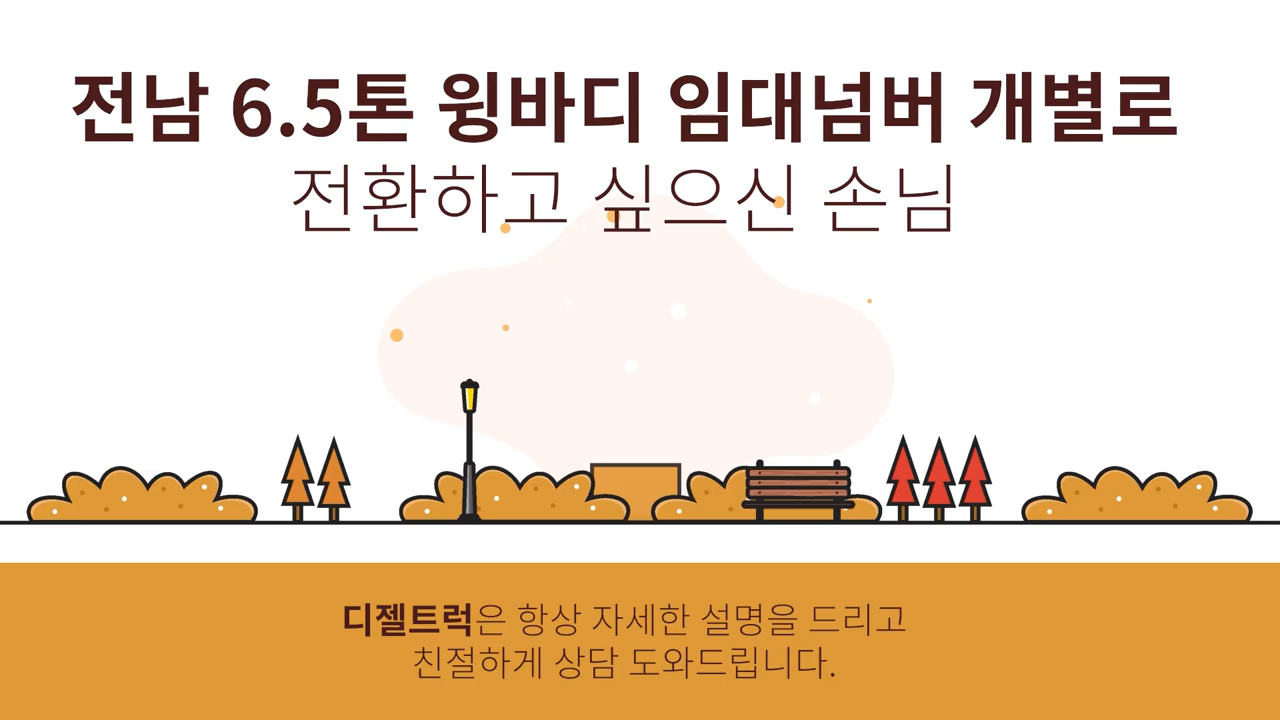 전남 6.5톤 윙바디 임대넘버 개별로
전환하고 싶으신 손님
디젤트럭은 항상 자세한 설명을 드리고
친절하게 상담 도와드립니다.